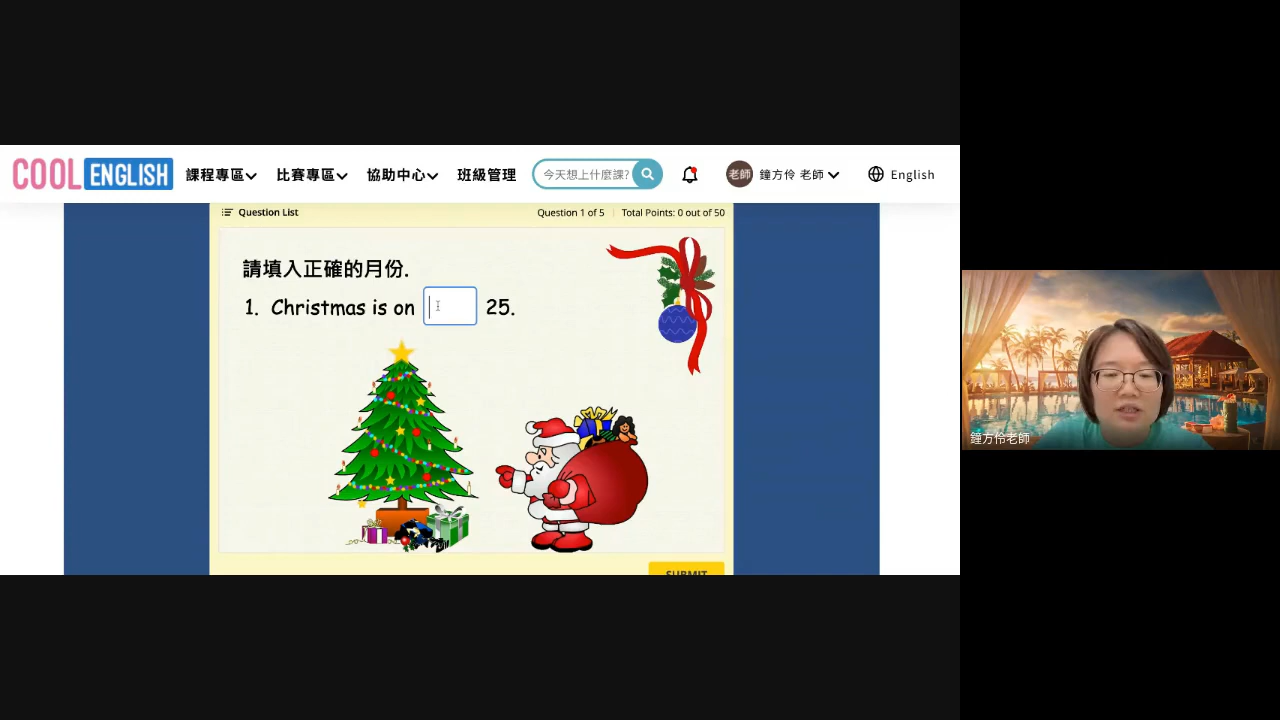 COOL ENGLISH 課程專區 比賽專區 協助中心 班級管理 今天想上什麼課? 老師 鐘方伶 老師 English
Question List Question 1 of 5 Total Points: 0 out of 50
請填入正確的月份.
1. Christmas is on 25.
SUBMIT
鐘方伶老師